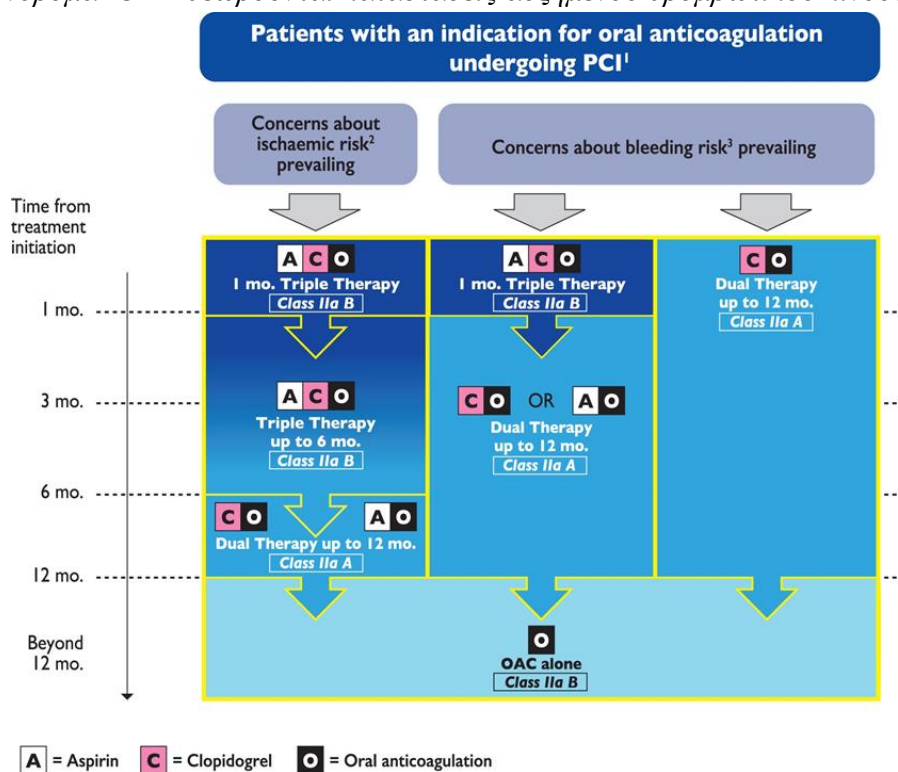 Patients with an indication for oral anticoagulation
undergoing PCI¹
Concerns about
ischaemic risk²
prevailing
Concerns about bleeding risk³ prevailing
Time from
treatment
initiation
A C O
1 mo. Triple Therapy
Class IIa B
A C O
1 mo. Triple Therapy
Class IIa B
C O
Dual Therapy
up to 12 mo.
Class IIa A
1 mo.
3 mo.
A C O
Triple Therapy
up to 6 mo.
Class IIa B
C O OR A O
Dual Therapy
up to 12 mo.
Class IIa A
6 mo.
C O A O
Dual Therapy up to 12 mo.
Class IIa A
12 mo.
Beyond
12 mo.
O
OAC alone
Class IIa B
A = Aspirin C = Clopidogrel O = Oral anticoagulation